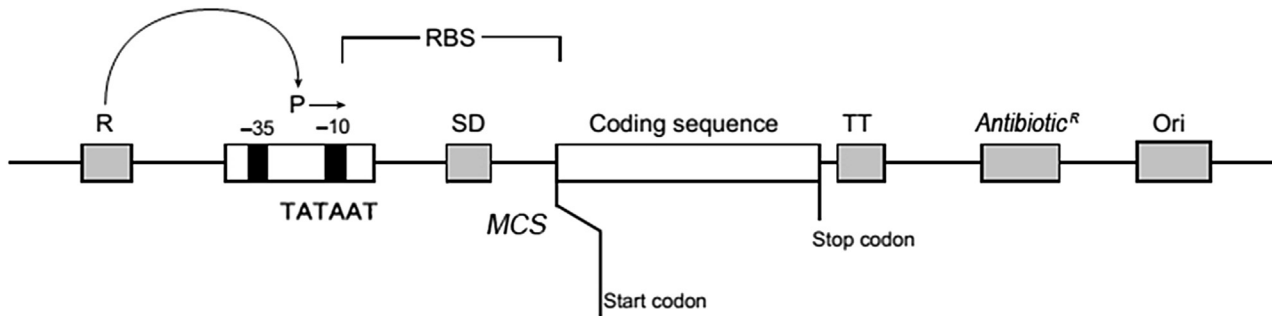 RBS
P
R
–35
–10
SD
Coding sequence
TT
Antibioticᴿ
Ori
TATAAT
MCS
Stop codon
Start codon